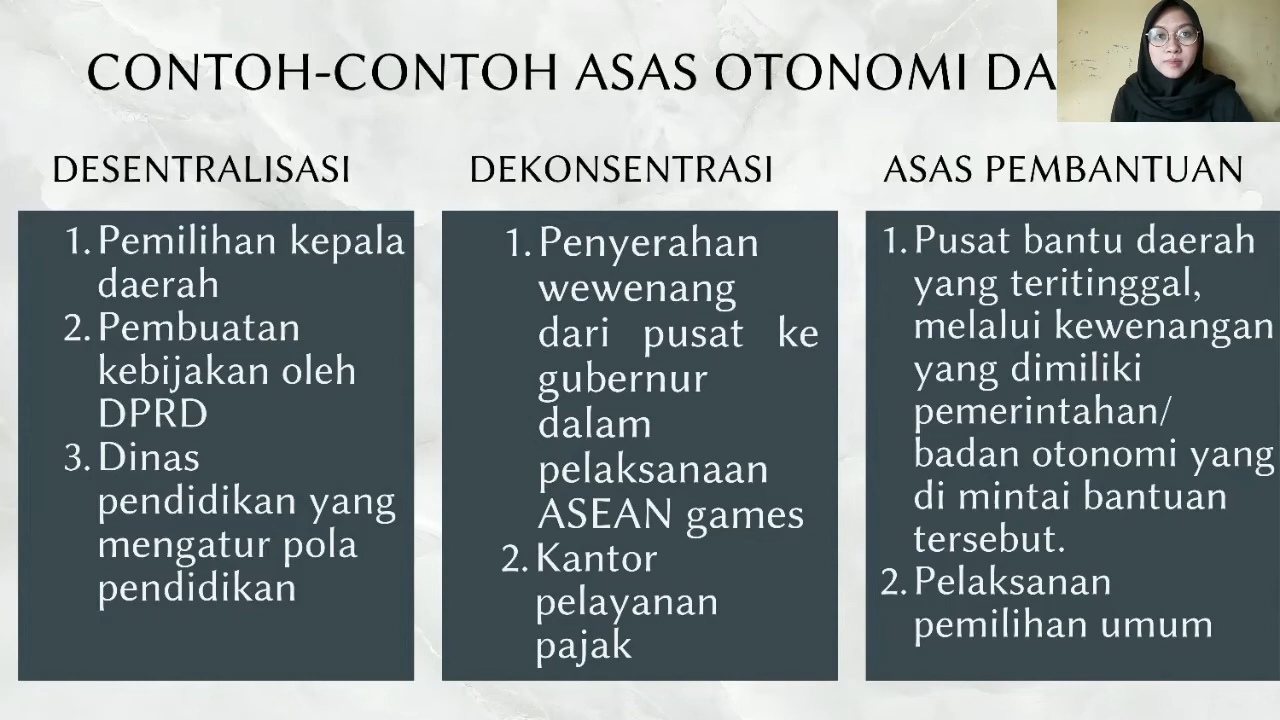 CONTOH-CONTOH ASAS OTONOMI DA
DESENTRALISASI
1. Pemilihan kepala
daerah
2. Pembuatan
kebijakan oleh
DPRD
3. Dinas
pendidikan yang
mengatur pola
pendidikan
DEKONSENTRASI
1. Penyerahan
wewenang
dari pusat ke
gubernur
dalam
pelaksanaan
ASEAN games
2. Kantor
pelayanan
pajak
ASAS PEMBANTUAN
1. Pusat bantu daerah
yang teritinggal,
melalui kewenangan
yang dimiliki
pemerintahan/
badan otonomi yang
di mintai bantuan
tersebut.
2. Pelaksanan
pemilihan umum